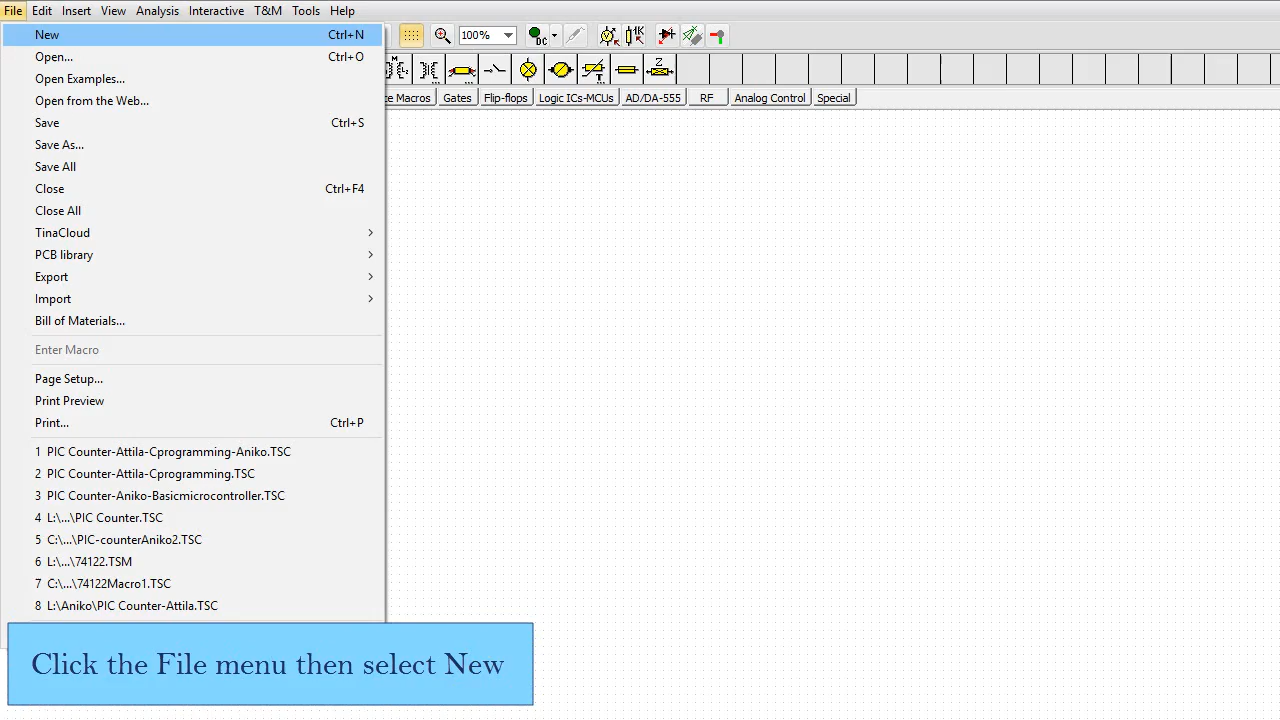 File Edit Insert View Analysis Interactive T&M Tools Help
New Ctrl+N
Open... Ctrl+O
Open Examples...
Open from the Web...
Save Ctrl+S
Save As...
Save All
Close Ctrl+F4
Close All
TinaCloud
PCB library
Export
Import
Bill of Materials...
Enter Macro
Page Setup...
Print Preview
Print... Ctrl+P
1 PIC Counter-Attila-Cprogramming-Aniko.TSC
2 PIC Counter-Attila-Cprogramming.TSC
3 PIC Counter-Aniko-Basicmicrocontroller.TSC
4 L:\...\PIC Counter.TSC
5 C:\...\PIC-counterAniko2.TSC
6 L:\...\74122.TSM
7 C:\...\74122Macro1.TSC
8 L:\Aniko\PIC Counter-Attila.TSC
100% DC 1K
M T Z
Macros Gates Flip-flops Logic ICs-MCUs AD/DA-555 RF Analog Control Special
Click the File menu then select New